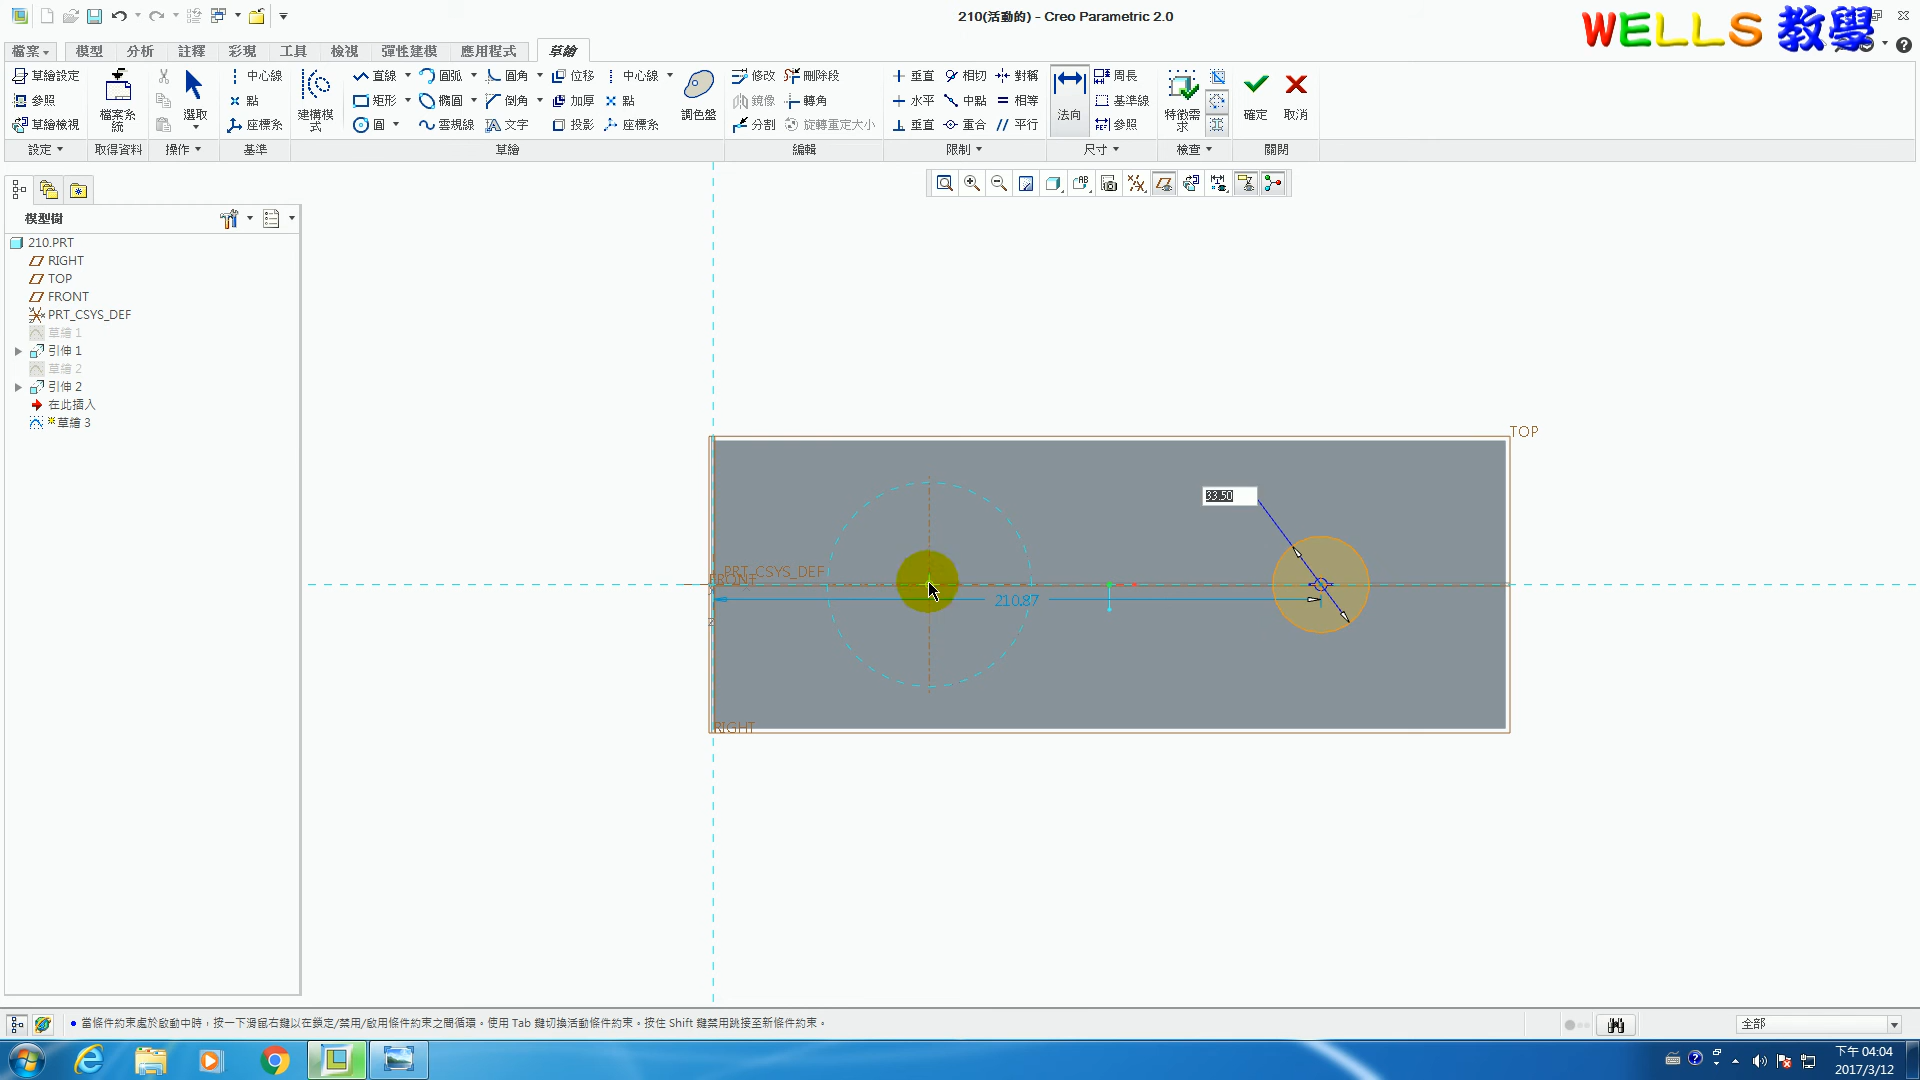 210(活動的) - Creo Parametric 2.0
WELLS 教學
檔案 模型 分析 註釋 彩現 工具 檢視 彈性建模 應用程式 草繪
草繪設定 中心線 直線 圓弧 圓角 位移 中心線 修改 刪除段 垂直 相切 對稱 周長
參照 點 矩形 橢圓 倒角 加厚 點 鏡像 轉角 水平 中點 相等 基準線
草繪檢視 座標系 圓 雲規線 文字 投影 座標系 分割 旋轉重定大小 垂直 重合 平行 參照
檔案系統 選取 建構模式 調色盤 法向 特徵需求 確定 取消
設定 取得資料 操作 基準 草繪 編輯 限制 尺寸 檢查 關閉
模型樹
210.PRT
RIGHT
TOP
FRONT
PRT_CSYS_DEF
草繪 1
引伸 1
草繪 2
引伸 2
在此插入
草繪 3
TOP
33.50
PRT_CSYS_DEF
FRONT
210.87
Z
RIGHT
當條件約束處於啟動中時，按一下滑鼠右鍵以在鎖定/禁用/啟用條件約束之間循環。使用 Tab 鍵切換活動條件約束。按住 Shift 鍵禁用跳接至新條件約束。
全部
下午 04:04
2017/3/12